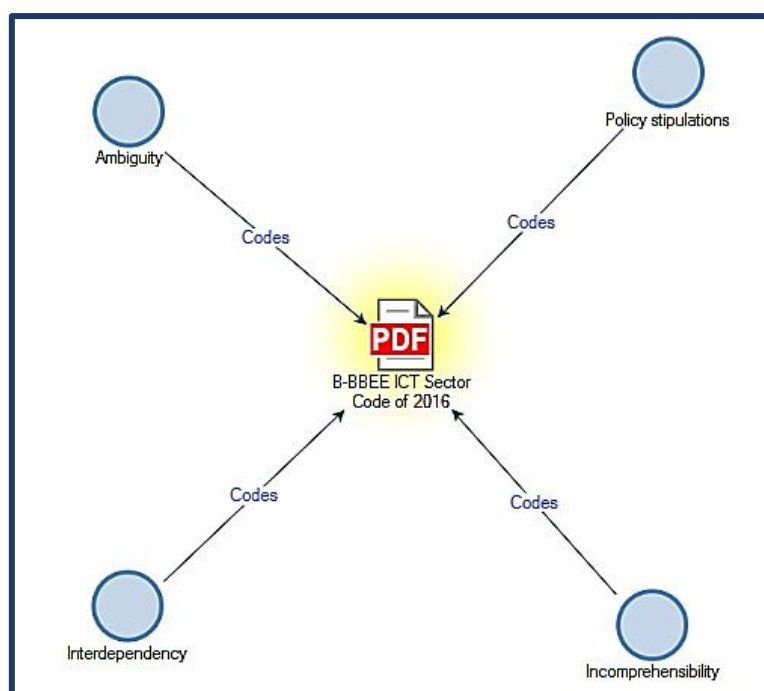 Policy stipulations
Ambiguity
Codes
Codes
PDF
B-BBEE ICT Sector
Code of 2016
Codes
Codes
Interdependency
Incomprehensibility